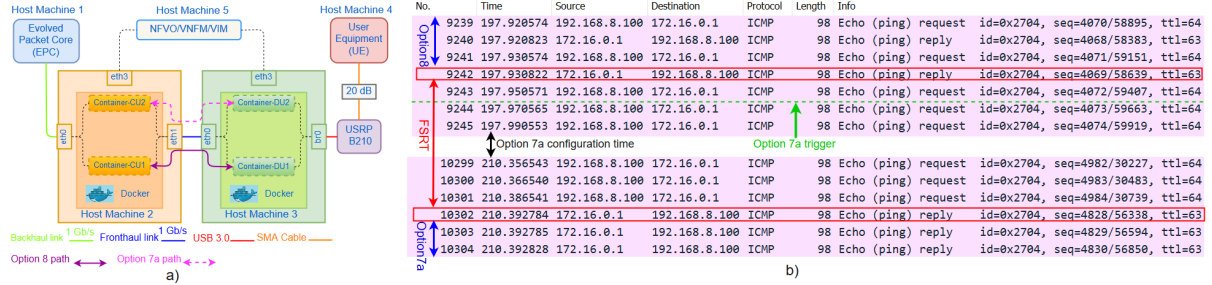 Host Machine 1
Evolved
Packet Core
(EPC)
Host Machine 5
NFVO/VNFM/VIM
Host Machine 4
User
Equipment
(UE)
eth3
eth3
20 dB
Container-CU2
Container-DU2
eth0
eth1
eth0
br0
USRP
B210
Container-CU1
Container-DU1
Docker
Docker
Host Machine 2
Host Machine 3
Backhaul link 1 Gb/s Fronthaul link 1 Gb/s USB 3.0 SMA Cable
Option 8 path Option 7a path
a)
No. Time Source Destination Protocol Length Info
9239 197.920574 192.168.8.100 172.16.0.1 ICMP 98 Echo (ping) request id=0x2704, seq=4070/58895, ttl=64
9240 197.920823 172.16.0.1 192.168.8.100 ICMP 98 Echo (ping) reply id=0x2704, seq=4068/58383, ttl=63
9241 197.930574 192.168.8.100 172.16.0.1 ICMP 98 Echo (ping) request id=0x2704, seq=4071/59151, ttl=64
9242 197.930822 172.16.0.1 192.168.8.100 ICMP 98 Echo (ping) reply id=0x2704, seq=4069/58639, ttl=63
9243 197.950571 192.168.8.100 172.16.0.1 ICMP 98 Echo (ping) request id=0x2704, seq=4072/59407, ttl=64
9244 197.970565 192.168.8.100 172.16.0.1 ICMP 98 Echo (ping) request id=0x2704, seq=4073/59663, ttl=64
9245 197.990553 192.168.8.100 172.16.0.1 ICMP 98 Echo (ping) request id=0x2704, seq=4074/59919, ttl=64
Option8
FSRT
Option7a
Option 7a configuration time
Option 7a trigger
10299 210.356543 192.168.8.100 172.16.0.1 ICMP 98 Echo (ping) request id=0x2704, seq=4982/30227, ttl=64
10300 210.366540 192.168.8.100 172.16.0.1 ICMP 98 Echo (ping) request id=0x2704, seq=4983/30483, ttl=64
10301 210.386541 192.168.8.100 172.16.0.1 ICMP 98 Echo (ping) request id=0x2704, seq=4984/30739, ttl=64
10302 210.392784 172.16.0.1 192.168.8.100 ICMP 98 Echo (ping) reply id=0x2704, seq=4828/56338, ttl=63
10303 210.392785 172.16.0.1 192.168.8.100 ICMP 98 Echo (ping) reply id=0x2704, seq=4829/56594, ttl=63
10304 210.392828 172.16.0.1 192.168.8.100 ICMP 98 Echo (ping) reply id=0x2704, seq=4830/56850, ttl=63
b)